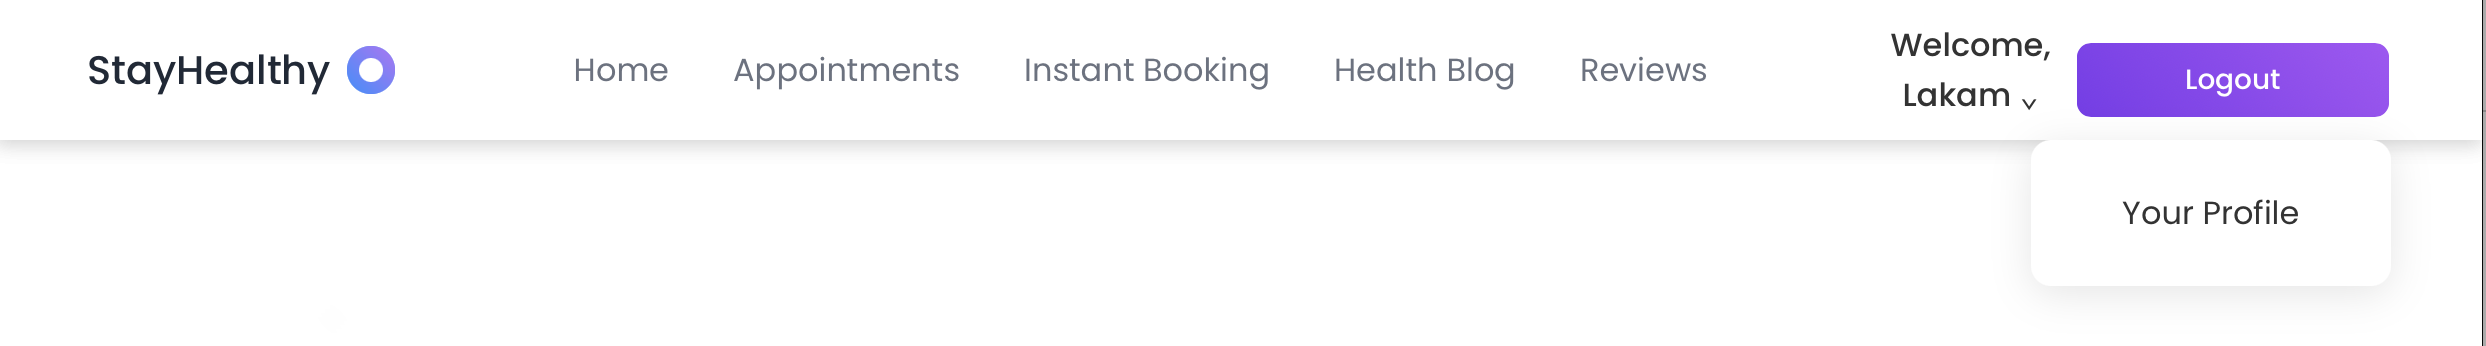 StayHealthy
Home
Appointments
Instant Booking
Health Blog
Reviews
Welcome,
Lakam
Logout
Your Profile